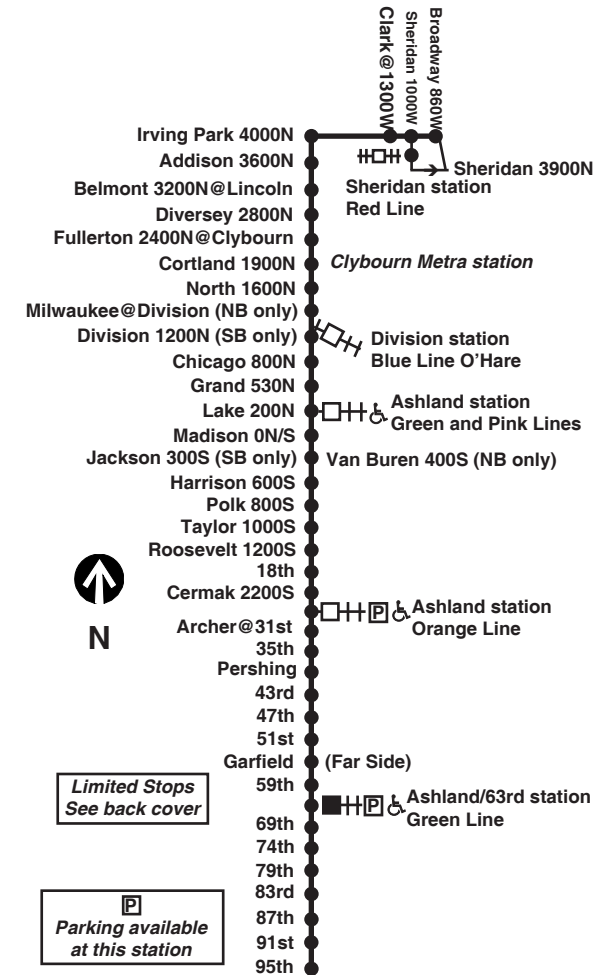 Clark@1300W
Sheridan 1000W
Broadway 860W
Irving Park 4000N
Addison 3600N
Sheridan 3900N
Belmont 3200N@Lincoln
Sheridan station
Red Line
Diversey 2800N
Fullerton 2400N@Clybourn
Cortland 1900N
Clybourn Metra station
North 1600N
Milwaukee@Division (NB only)
Division 1200N (SB only)
Division station
Blue Line O'Hare
Chicago 800N
Grand 530N
Lake 200N
Ashland station
Green and Pink Lines
Madison 0N/S
Jackson 300S (SB only)
Van Buren 400S (NB only)
Harrison 600S
Polk 800S
Taylor 1000S
Roosevelt 1200S
18th
Cermak 2200S
N
P
Ashland station
Orange Line
Archer@31st
35th
Pershing
43rd
47th
51st
Garfield
(Far Side)
59th
Limited Stops
See back cover
P
Ashland/63rd station
Green Line
69th
74th
79th
83rd
87th
91st
95th
P
Parking available
at this station